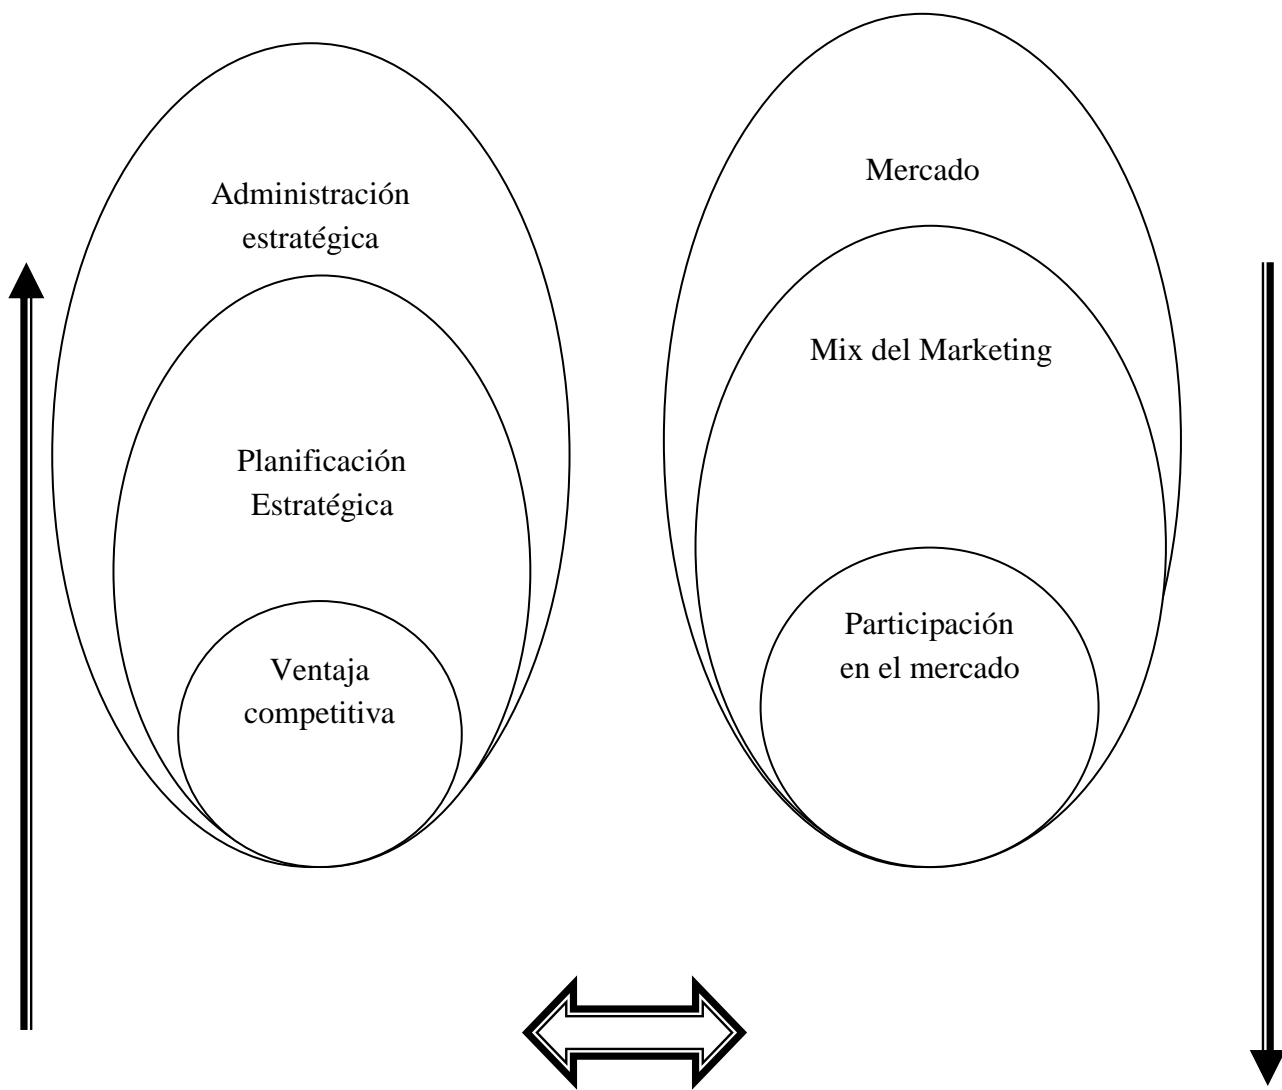 Administración
estratégica
Planificación
Estratégica
Ventaja
competitiva
Mercado
Mix del Marketing
Participación
en el mercado